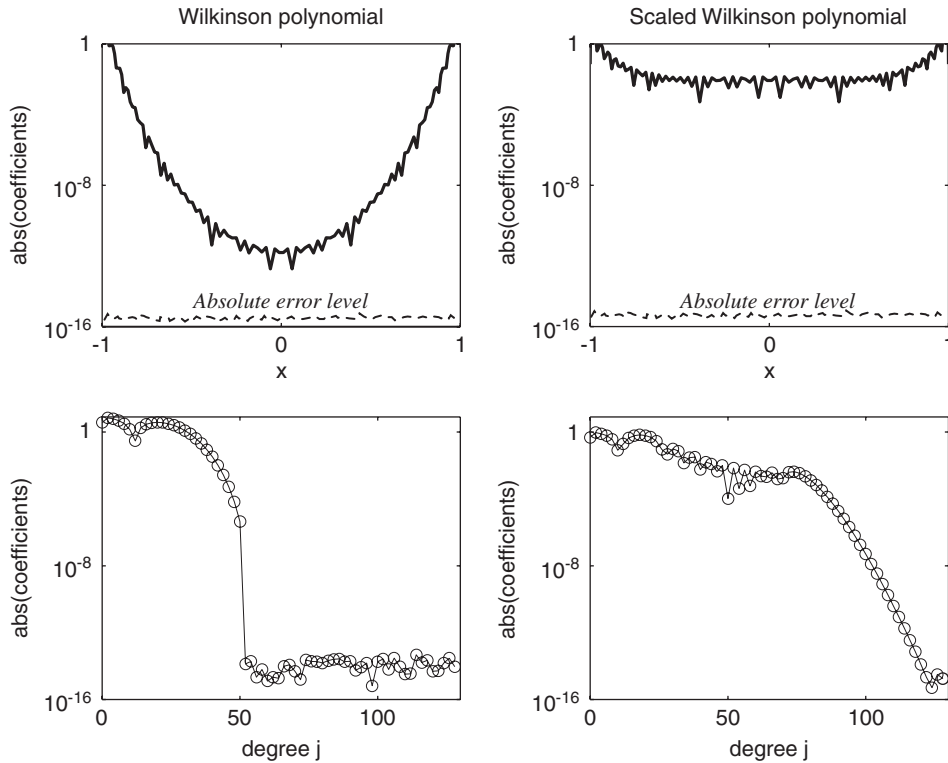 Wilkinson polynomial
Scaled Wilkinson polynomial
abs(coefficients)
1
10^-8
10^-16
Absolute error level
-1
0
1
x
abs(coefficients)
1
10^-8
10^-16
Absolute error level
-1
0
1
x
abs(coefficients)
1
10^-8
10^-16
0
50
100
degree j
abs(coefficients)
1
10^-8
10^-16
0
50
100
degree j